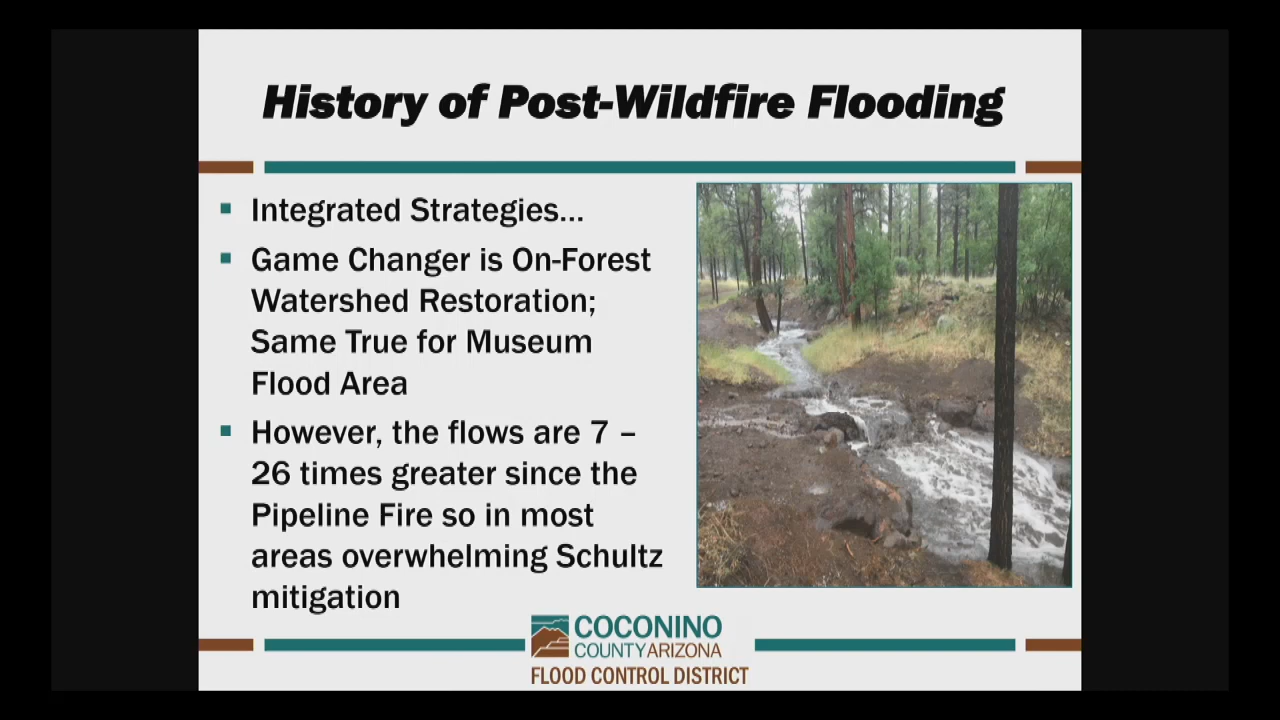 History of Post-Wildfire Flooding
Integrated Strategies...
Game Changer is On-Forest
Watershed Restoration;
Same True for Museum
Flood Area
However, the flows are 7 –
26 times greater since the
Pipeline Fire so in most
areas overwhelming Schultz
mitigation
COCONINO
COUNTY ARIZONA
FLOOD CONTROL DISTRICT